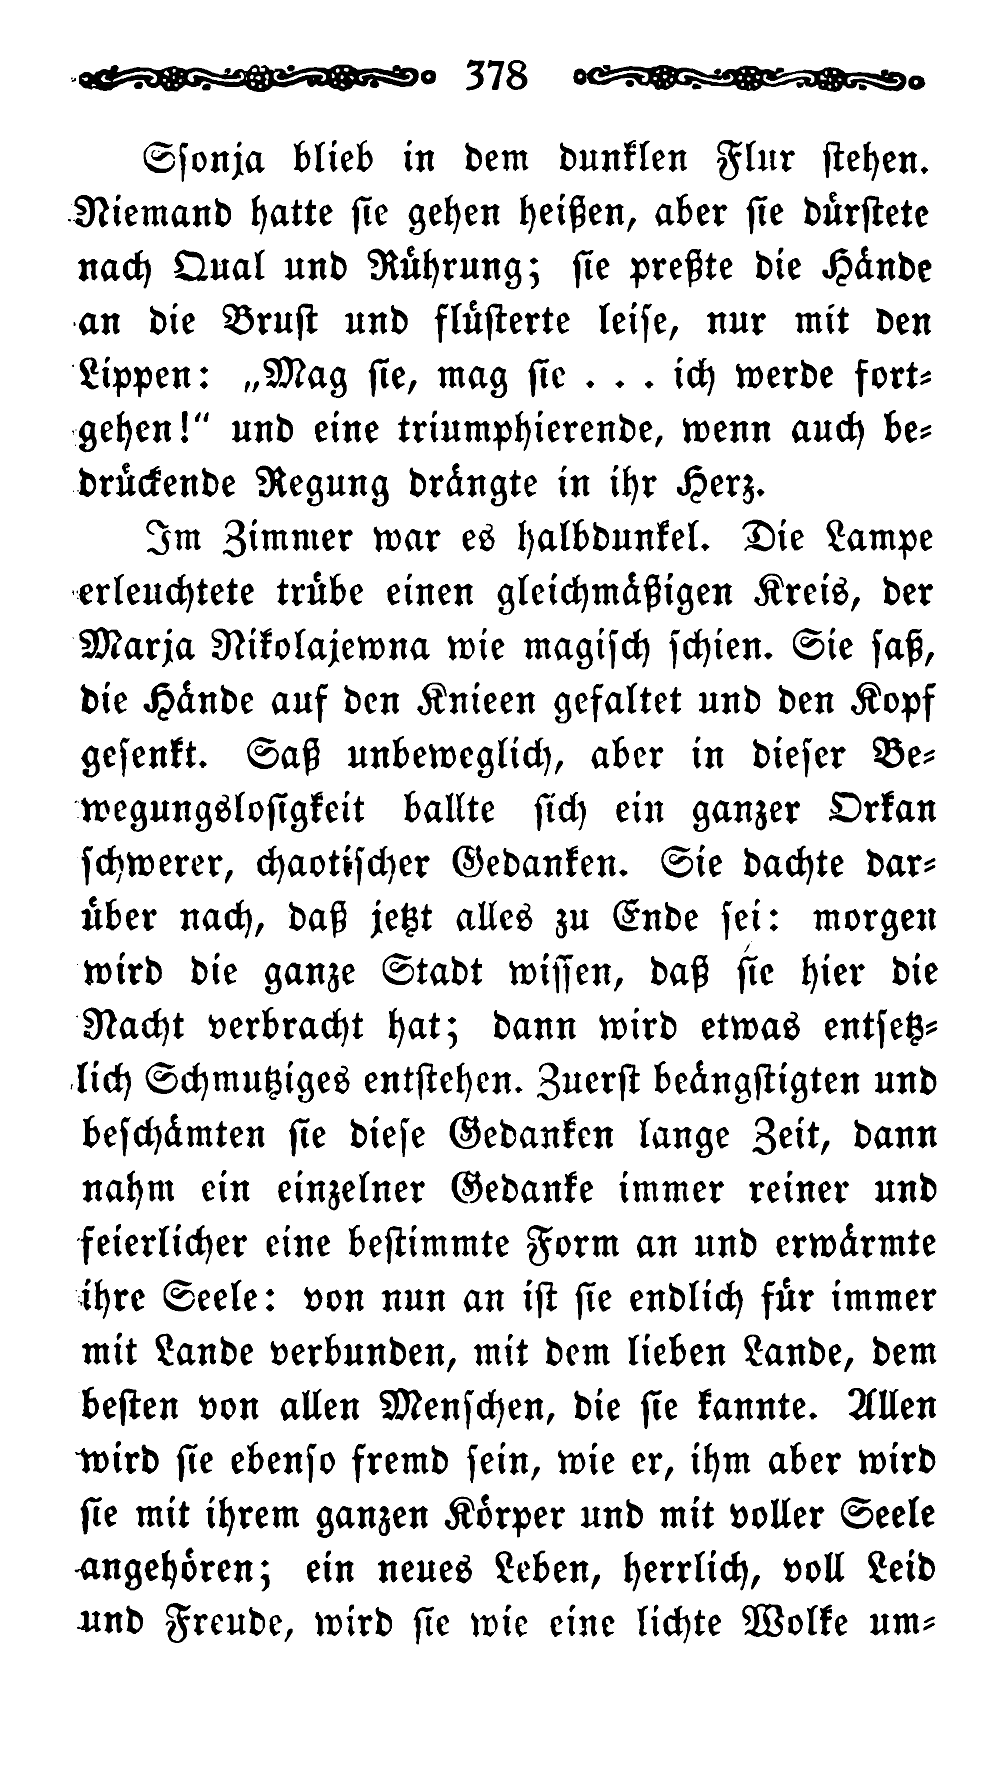 378
Sſonja blieb in dem dunklen Flur ſtehen.
Niemand hatte ſie gehen heißen, aber ſie dürſtete
nach Qual und Rührung; ſie preßte die Hände
an die Bruſt und flüſterte leiſe, nur mit den
Lippen: „Mag ſie, mag ſie . . . ich werde fort⸗
gehen!“ und eine triumphierende, wenn auch be⸗
drückende Regung drängte in ihr Herz.
Im Zimmer war es halbdunkel. Die Lampe
erleuchtete trübe einen gleichmäßigen Kreis, der
Marja Nikolajewna wie magiſch ſchien. Sie ſaß,
die Hände auf den Knieen gefaltet und den Kopf
geſenkt. Saß unbeweglich, aber in dieſer Be⸗
wegungsloſigkeit ballte ſich ein ganzer Orkan
ſchwerer, chaotiſcher Gedanken. Sie dachte dar⸗
über nach, daß jetzt alles zu Ende ſei: morgen
wird die ganze Stadt wiſſen, daß ſie hier die
Nacht verbracht hat; dann wird etwas entſetz⸗
lich Schmutziges entſtehen. Zuerſt beängſtigten und
beſchämten ſie dieſe Gedanken lange Zeit, dann
nahm ein einzelner Gedanke immer reiner und
feierlicher eine beſtimmte Form an und erwärmte
ihre Seele: von nun an iſt ſie endlich für immer
mit Lande verbunden, mit dem lieben Lande, dem
beſten von allen Menſchen, die ſie kannte. Allen
wird ſie ebenſo fremd ſein, wie er, ihm aber wird
ſie mit ihrem ganzen Körper und mit voller Seele
angehören; ein neues Leben, herrlich, voll Leid
und Freude, wird ſie wie eine lichte Wolke um⸗